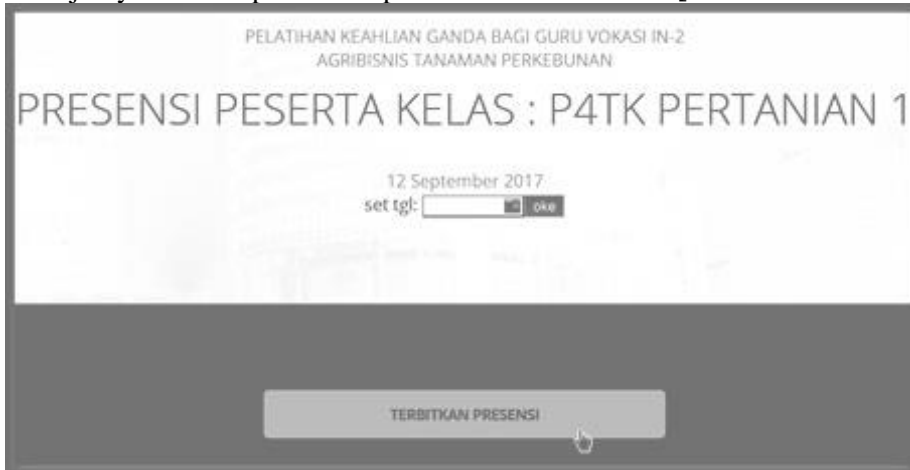 PELATIHAN KEAHLIAN GANDA BAGI GURU VOKASI IN-2
AGRIBISNIS TANAMAN PERKEBUNAN
PRESENSI PESERTA KELAS : P4TK PERTANIAN 1
12 September 2017
set tgl: oke
TERBITKAN PRESENSI